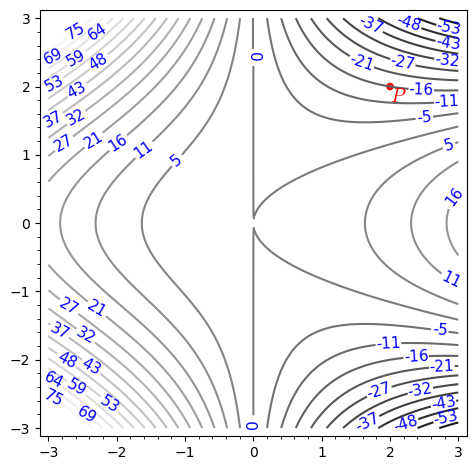 3
2
1
0
−1
−2
−3
−3 −2 −1 0 1 2 3
75 64 0 -37 -48 -53
69 59 48 -21 -27 -43
53 43 -32
37 32 P -16 -11
27 21 16 11 5 -5
5
16
11
27 21 -5
37 32 -11
48 43 -16
64 59 53 -27 -32 -21
75 69 0 -37 -48 -43 -53